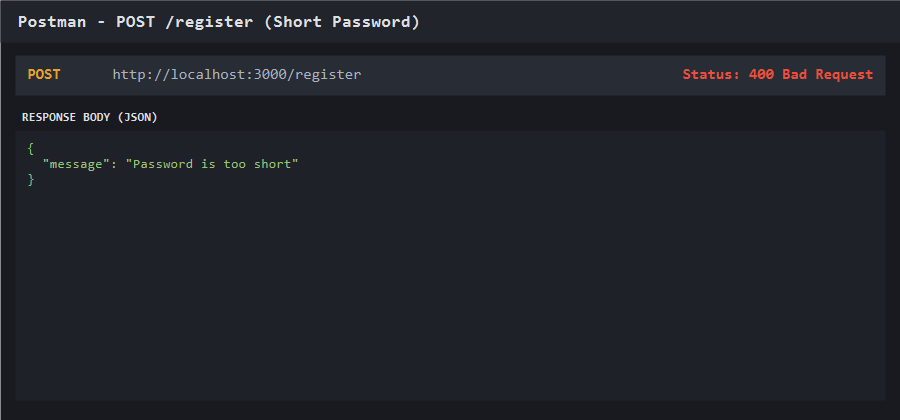 Postman - POST /register (Short Password)
POST http://localhost:3000/register Status: 400 Bad Request
RESPONSE BODY (JSON)
{
  "message": "Password is too short"
}